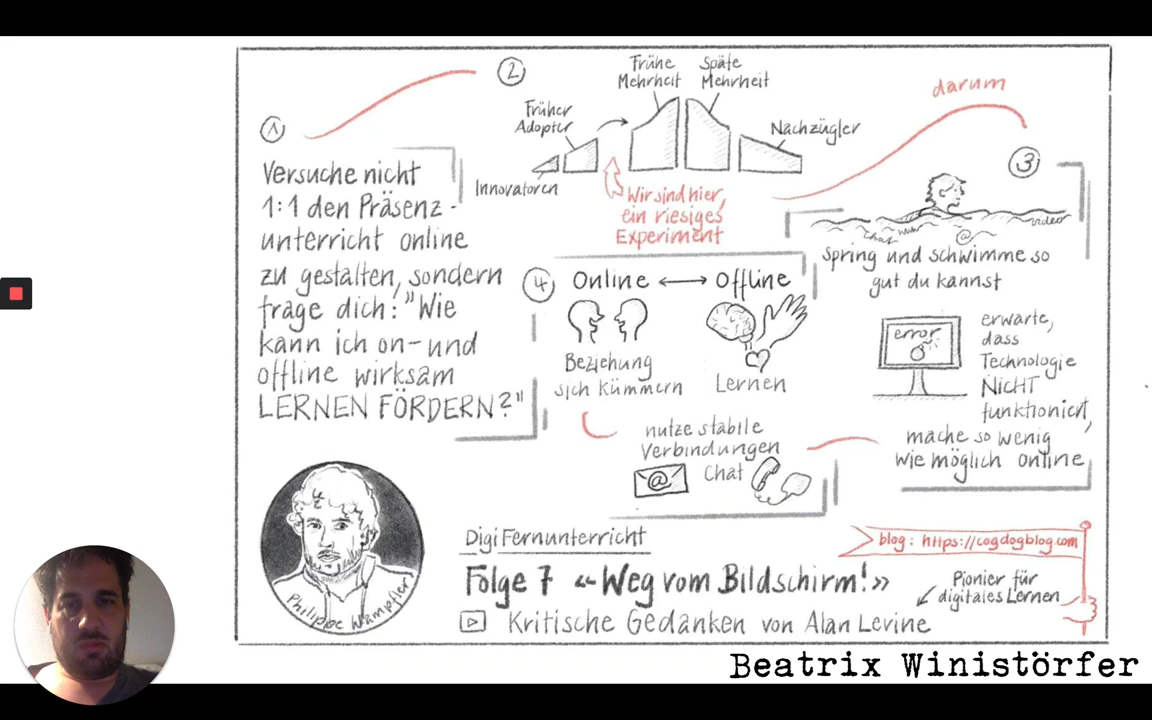 1
Versuche nicht
1:1 den Präsenz-
unterricht online
zu gestalten, sondern
frage dich: "Wie
kann ich on- und
offline wirksam
LERNEN FÖRDERN?"
2
Innovatoren
Früher
Adopter
Frühe
Mehrheit
Späte
Mehrheit
Nachzügler
Wir sind hier,
ein riesiges
Experiment
darum
3
Chat www @ video
Spring und schwimme so
gut du kannst
error
erwarte,
dass
Technologie
NICHT
funktioniert,
mache so wenig
wie möglich online
4
Online ↔ Offline
Beziehung
sich kümmern
Lernen
nutze stabile
Verbindungen
Chat
@
Philippe Wampfler
DigiFernunterricht
Folge 7 «Weg vom Bildschirm!»
Kritische Gedanken von Alan Levine
blog: https://cogdogblog.com
Pionier für
digitales Lernen
Beatrix Winistörfer